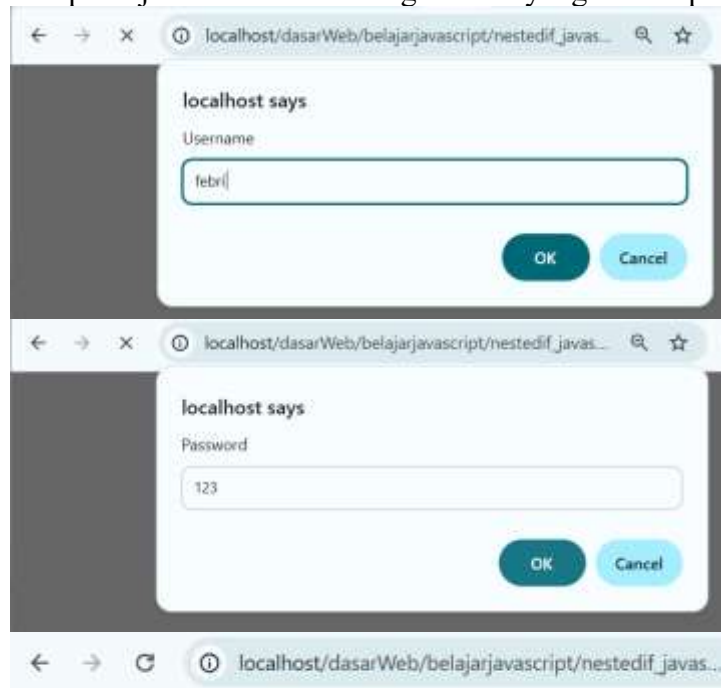 localhost/dasarWeb/belajarjavascript/nestedif_javas...
localhost says
Username
febri
OK Cancel
localhost/dasarWeb/belajarjavascript/nestedif_javas...
localhost says
Password
123
OK Cancel
localhost/dasarWeb/belajarjavascript/nestedif_javas...